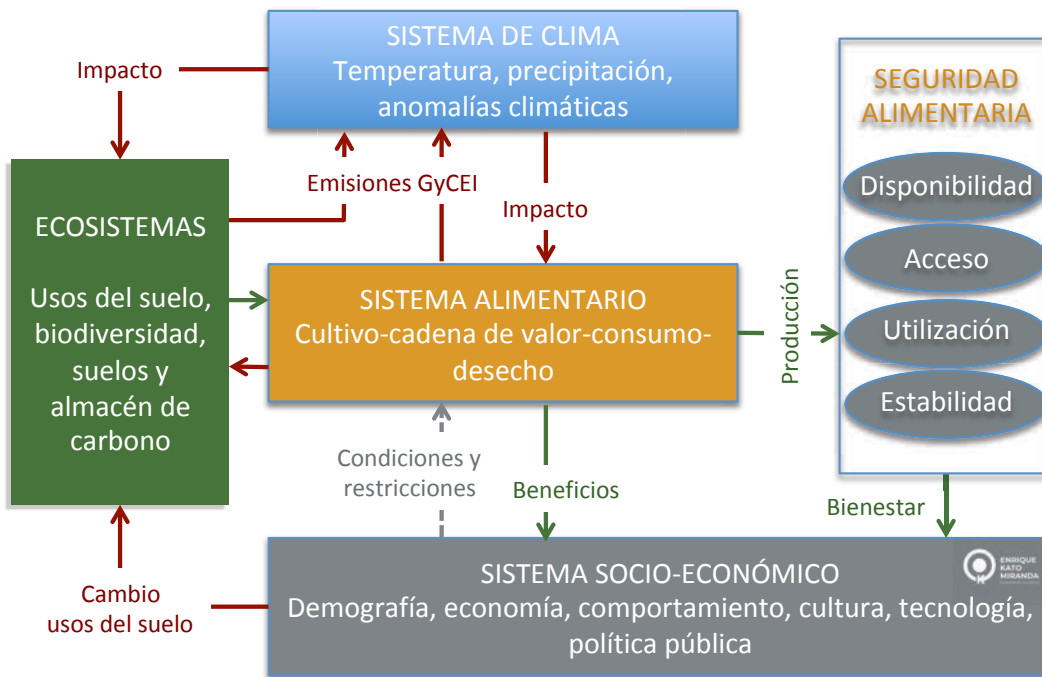 SISTEMA DE CLIMA
Temperatura, precipitación,
anomalías climáticas
Impacto
SEGURIDAD
ALIMENTARIA
Disponibilidad
Acceso
Utilización
Estabilidad
Emisiones GyCEI
Impacto
ECOSISTEMAS
Usos del suelo,
biodiversidad,
suelos y
almacén de
carbono
SISTEMA ALIMENTARIO
Cultivo-cadena de valor-consumo-
desecho
Producción
Condiciones y
restricciones
Beneficios
Bienestar
Cambio
usos del suelo
SISTEMA SOCIO-ECONÓMICO
Demografía, economía, comportamiento, cultura, tecnología,
política pública
ENRIQUE
KATO
MIRANDA